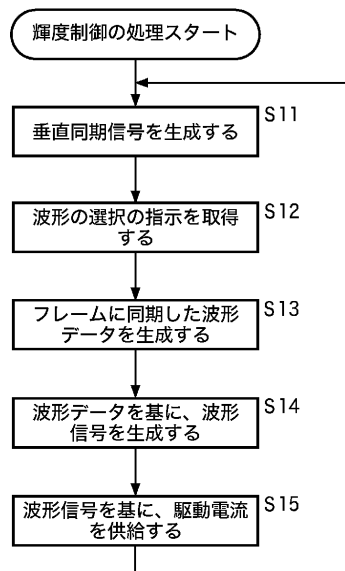 輝度制御の処理スタート
S11
垂直同期信号を生成する
S12
波形の選択の指示を取得
する
S13
フレームに同期した波形
データを生成する
S14
波形データを基に、波形
信号を生成する
S15
波形信号を基に、駆動電流
を供給する